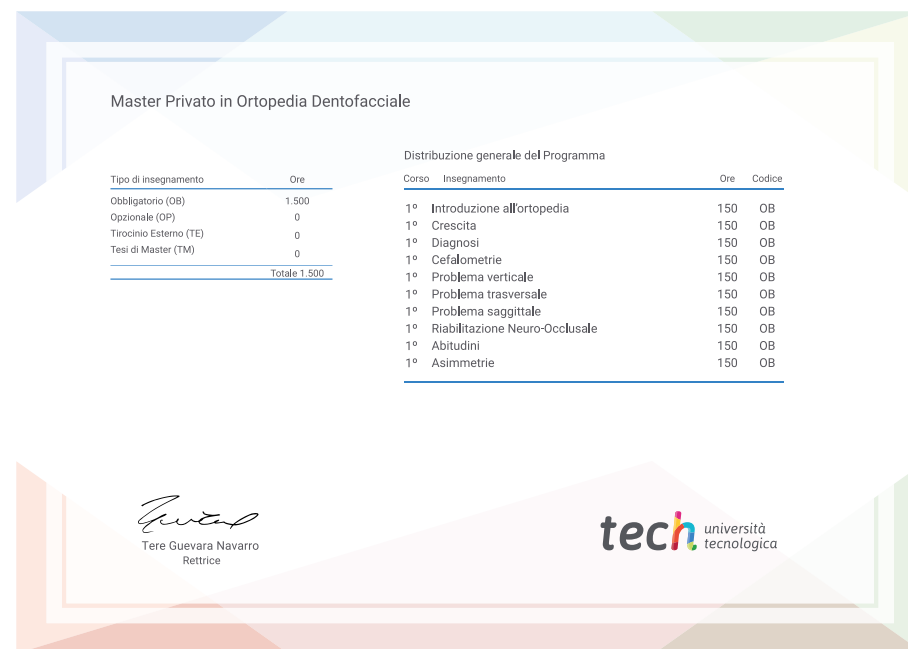 Master Privato in Ortopedia Dentofacciale
Tipo di insegnamento Ore
Obbligatorio (OB) 1.500
Opzionale (OP) 0
Tirocinio Esterno (TE) 0
Tesi di Master (TM) 0
Totale 1.500
Distribuzione generale del Programma
Corso Insegnamento Ore Codice
1º Introduzione all'ortopedia 150 OB
1º Crescita 150 OB
1º Diagnosi 150 OB
1º Cefalometrie 150 OB
1º Problema verticale 150 OB
1º Problema trasversale 150 OB
1º Problema saggittale 150 OB
1º Riabilitazione Neuro-Occlusale 150 OB
1º Abitudini 150 OB
1º Asimmetrie 150 OB
Tere Guevara Navarro
Rettrice
tech università
tecnologica